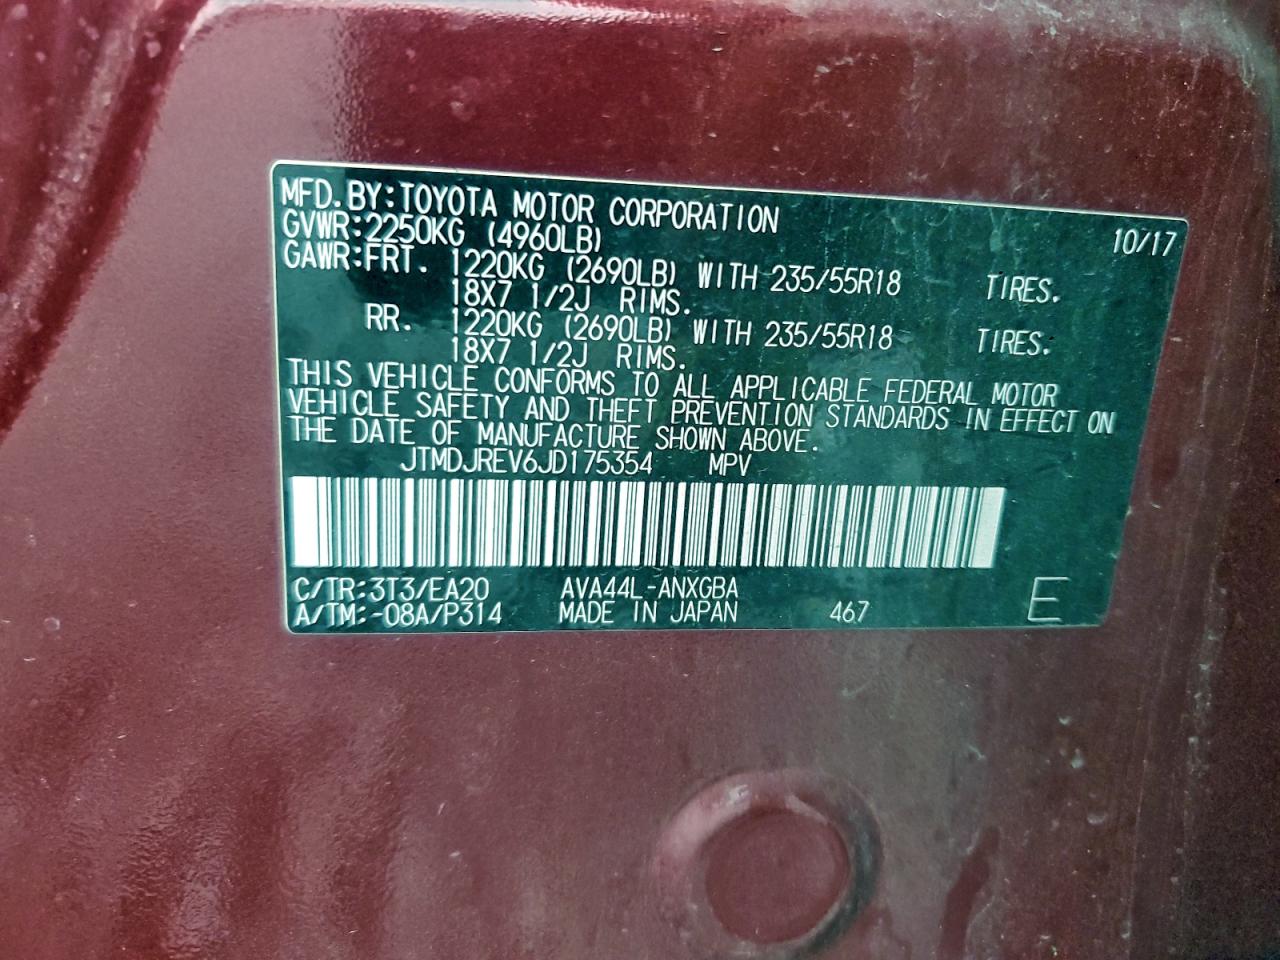 MFD.BY:TOYOTA MOTOR CORPORATION 10/17
GVWR:2250KG (4960LB)
GAWR:FRT. 1220KG (2690LB) WITH 235/55R18 TIRES.
18X7 1/2J RIMS.
RR. 1220KG (2690LB) WITH 235/55R18 TIRES.
18X7 1/2J RIMS.
THIS VEHICLE CONFORMS TO ALL APPLICABLE FEDERAL MOTOR
VEHICLE SAFETY AND THEFT PREVENTION STANDARDS IN EFFECT ON
THE DATE OF MANUFACTURE SHOWN ABOVE.
JTMDJREV6JD175354 MPV
C/TR:3T3/EA20 AVA44L-ANXGBA
A/TM:-08A/P314 MADE IN JAPAN 467 E